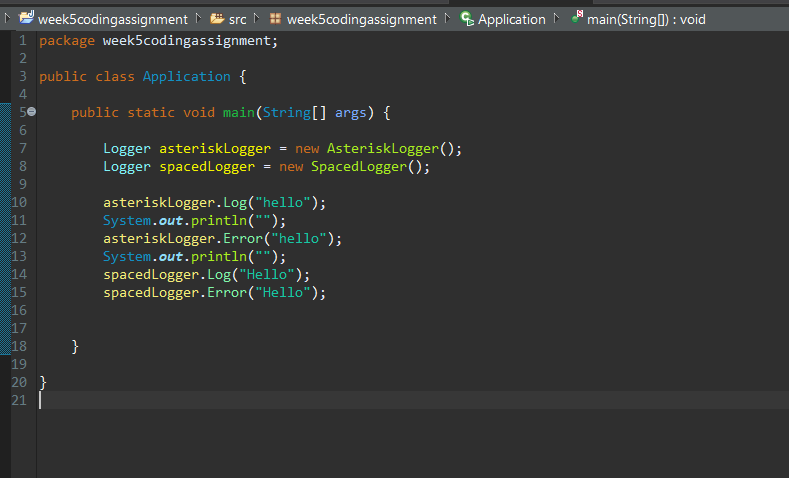 week5codingassignment src week5codingassignment Application main(String[]) : void
1 package week5codingassignment;
2
3 public class Application {
4
5 public static void main(String[] args) {
6
7 Logger asteriskLogger = new AsteriskLogger();
8 Logger spacedLogger = new SpacedLogger();
9
10 asteriskLogger.Log("hello");
11 System.out.println("");
12 asteriskLogger.Error("hello");
13 System.out.println("");
14 spacedLogger.Log("Hello");
15 spacedLogger.Error("Hello");
16
17
18 }
19
20 }
21